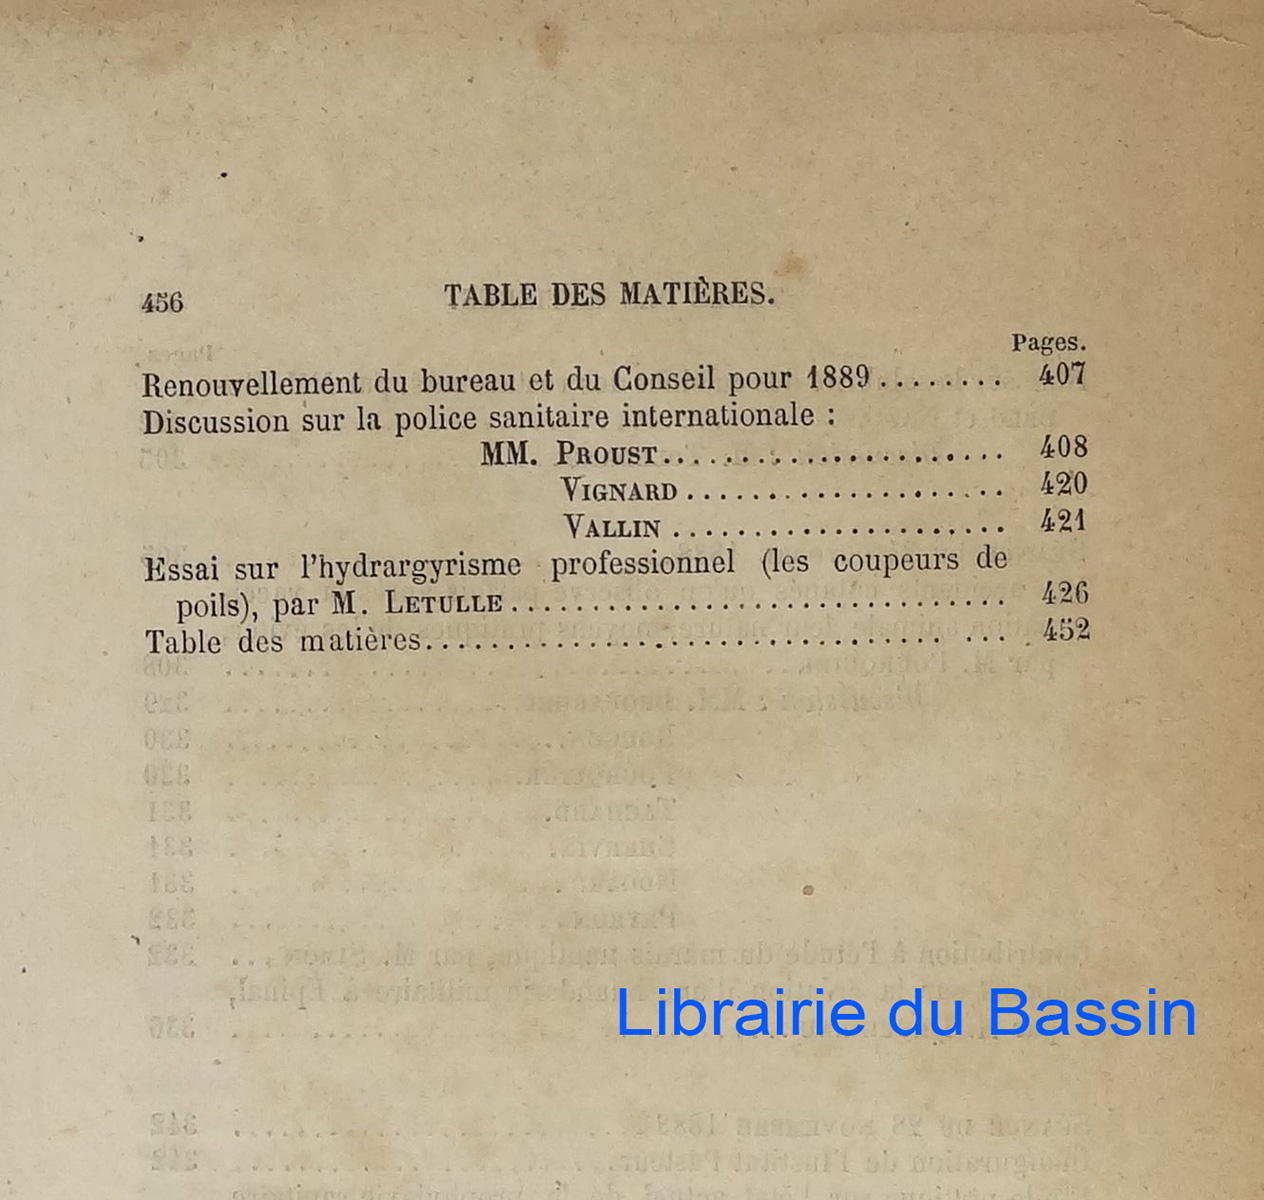 456 TABLE DES MATIÈRES.
Pages.
Renouvellement du bureau et du Conseil pour 1889........ 407
Discussion sur la police sanitaire internationale :
MM. PROUST.......................... 408
VIGNARD........................ 420
VALLIN......................... 421
Essai sur l'hydrargyrisme professionnel (les coupeurs de
poils), par M. LETULLE...................................... 426
Table des matières........................................ ... 452
Librairie du Bassin